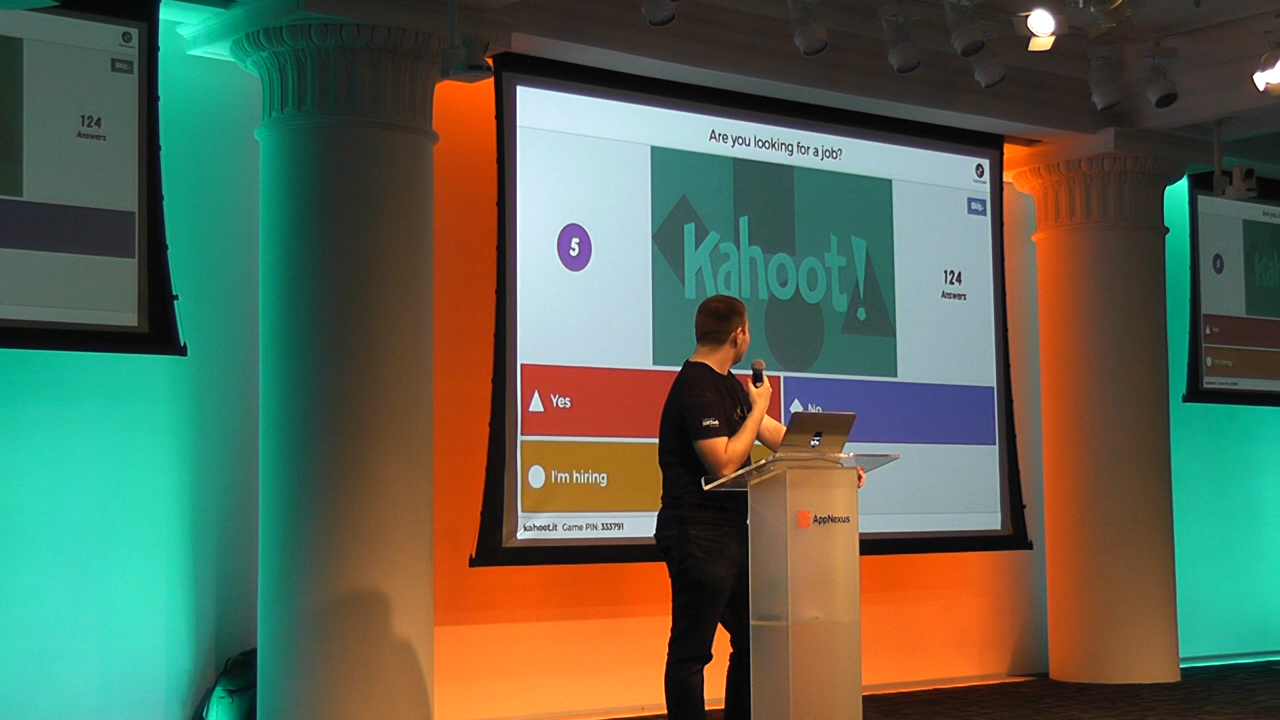 124
Answers
Are you looking for a job?
Skip
5
Kahoot!
124
Answers
Yes
No
I'm hiring
kahoot.it Game PIN: 333791
AppNexus